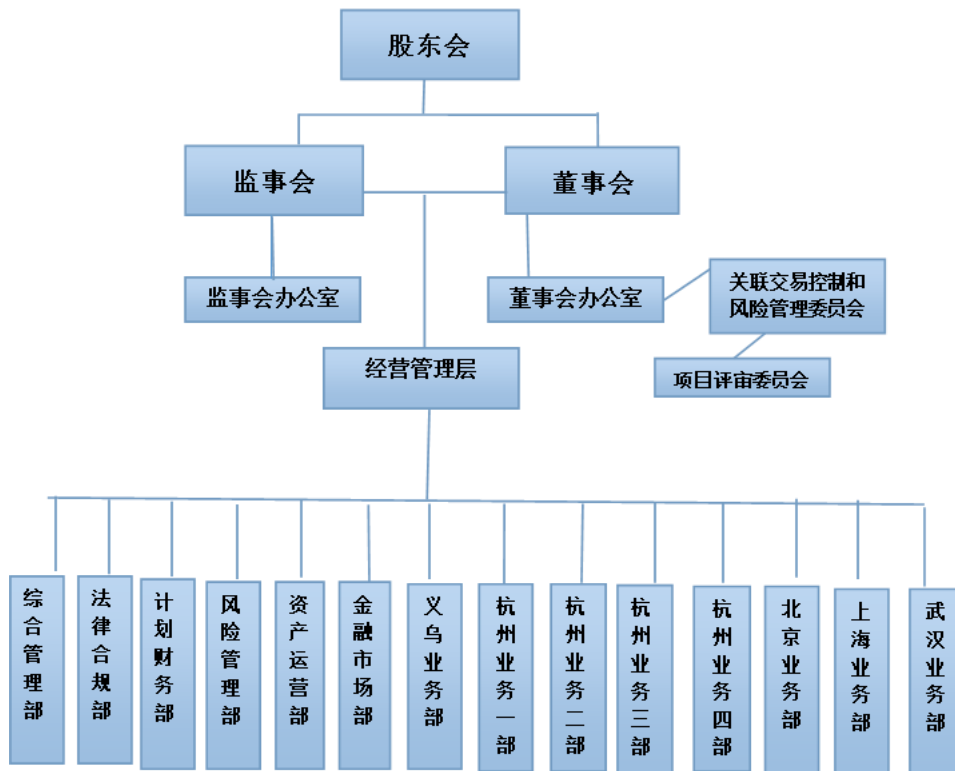 股东会
监事会
董事会
监事会办公室
董事会办公室
关联交易控制和
风险管理委员会
经营管理层
项目评审委员会
综合管理部
法律合规部
计划财务部
风险管理部
资产运营部
金融市场部
义乌业务部
杭州业务一部
杭州业务二部
杭州业务三部
杭州业务四部
北京业务部
上海业务部
武汉业务部